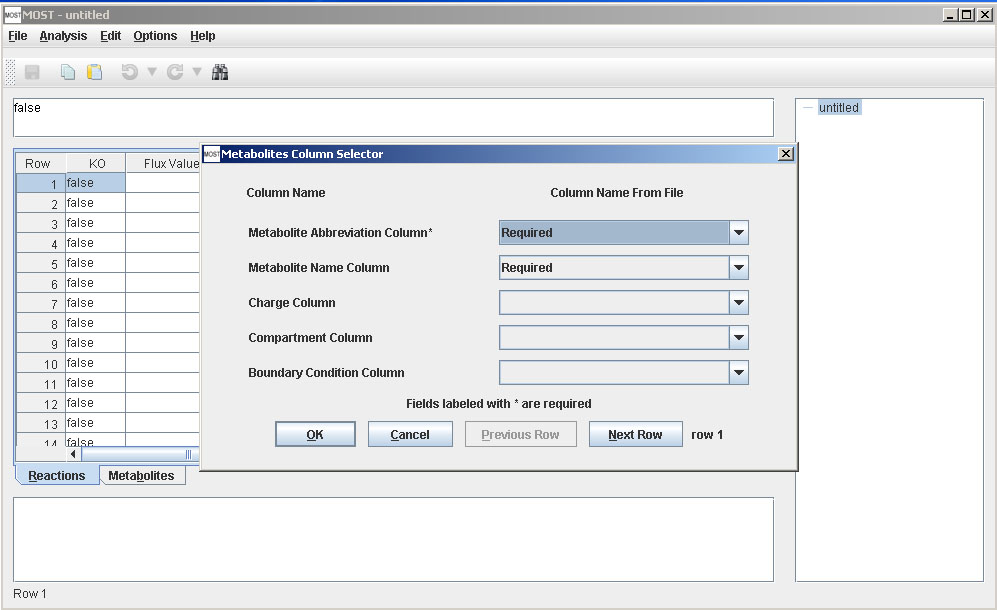 MOST MOST - untitled
File Analysis Edit Options Help
false
untitled
Row KO Flux Value
1 false
2 false
3 false
4 false
5 false
6 false
7 false
8 false
9 false
10 false
11 false
12 false
13 false
14 false
MOST Metabolites Column Selector
Column Name Column Name From File
Metabolite Abbreviation Column* Required
Metabolite Name Column Required
Charge Column
Compartment Column
Boundary Condition Column
Fields labeled with * are required
OK Cancel Previous Row Next Row row 1
Reactions Metabolites
Row 1